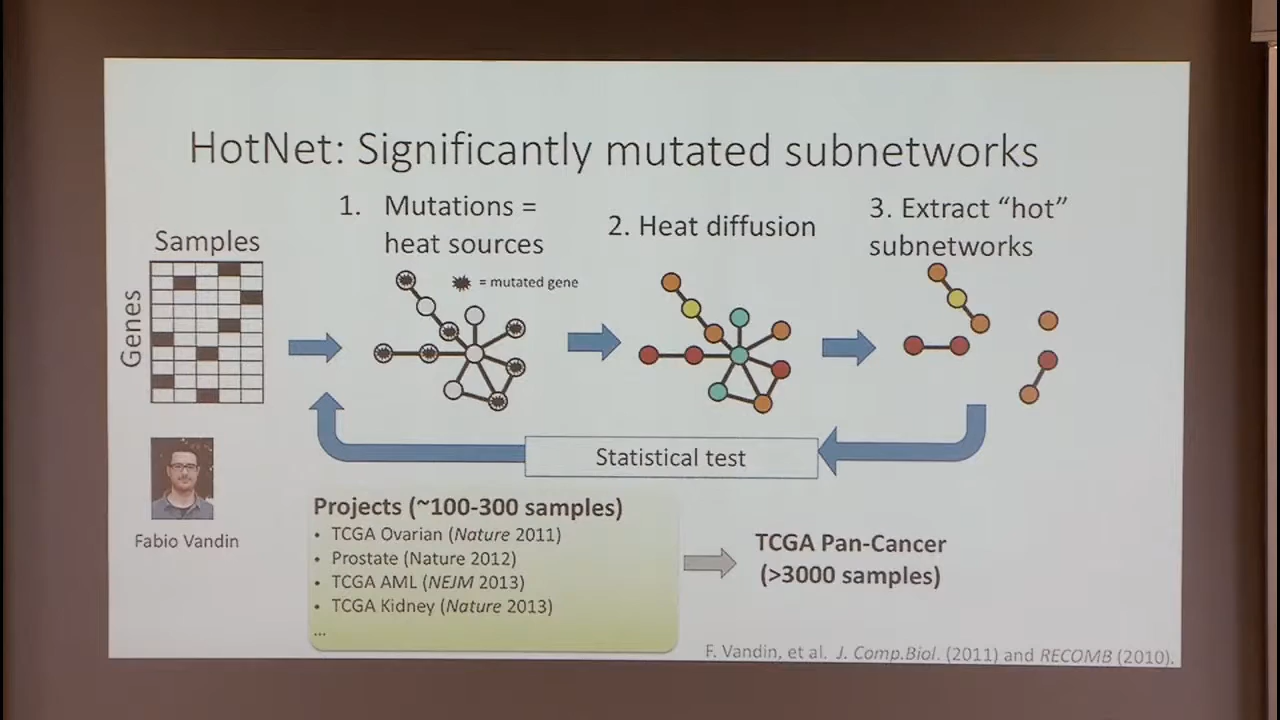 HotNet: Significantly mutated subnetworks
1. Mutations =
heat sources
2. Heat diffusion
3. Extract “hot”
subnetworks
Samples
Genes
= mutated gene
Statistical test
Fabio Vandin
Projects (~100-300 samples)
• TCGA Ovarian (Nature 2011)
• Prostate (Nature 2012)
• TCGA AML (NEJM 2013)
• TCGA Kidney (Nature 2013)
...
TCGA Pan-Cancer
(>3000 samples)
F. Vandin, et al. J. Comp.Biol. (2011) and RECOMB (2010).